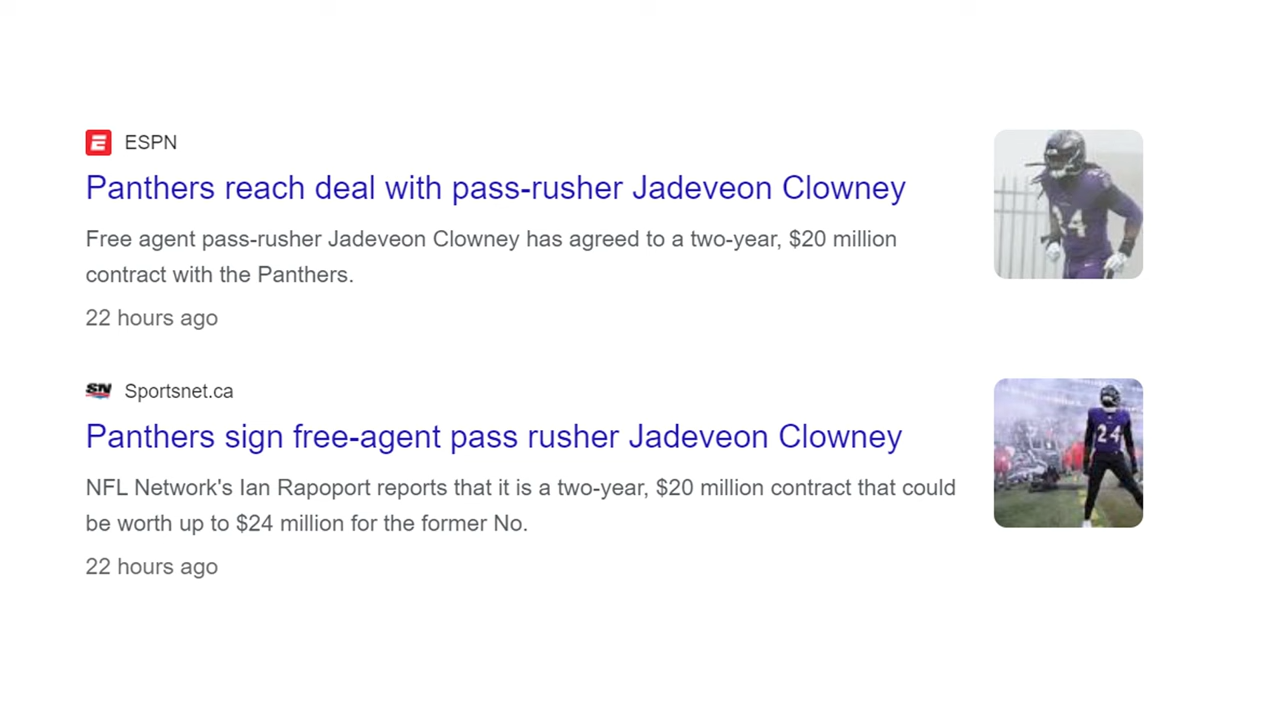 ESPN
Panthers reach deal with pass-rusher Jadeveon Clowney
Free agent pass-rusher Jadeveon Clowney has agreed to a two-year, $20 million
contract with the Panthers.
22 hours ago
SN Sportsnet.ca
Panthers sign free-agent pass rusher Jadeveon Clowney
NFL Network's Ian Rapoport reports that it is a two-year, $20 million contract that could
be worth up to $24 million for the former No.
22 hours ago
24
24